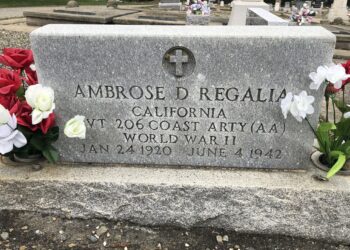 AMBROSE D REGALIA
CALIFORNIA
PVT 206 COAST ARTY (AA)
WORLD WAR II
JAN 24 1920 JUNE 4 1942